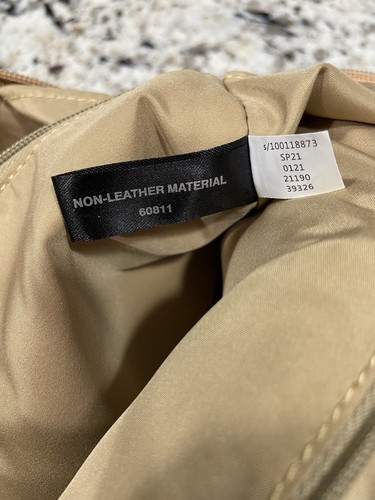 NON-LEATHER MATERIAL
60811
s/100118873
SP21
0121
21190
39326